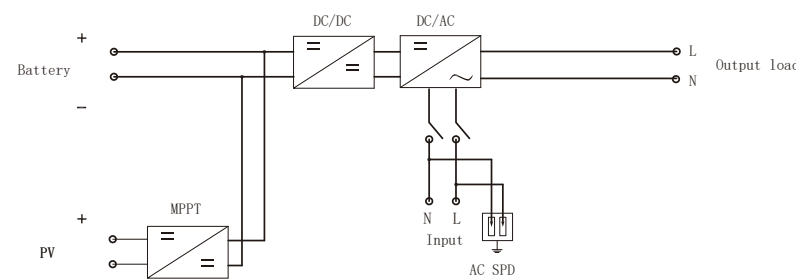 DC/DC
DC/AC
+
Battery
−
L
N
Output load
N
L
Input
AC SPD
MPPT
+
PV